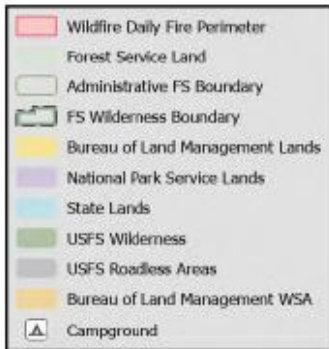 Wildfire Daily Fire Perimeter
Forest Service Land
Administrative FS Boundary
FS Wilderness Boundary
Bureau of Land Management Lands
National Park Service Lands
State Lands
USFS Wilderness
USFS Roadless Areas
Bureau of Land Management WSA
Campground